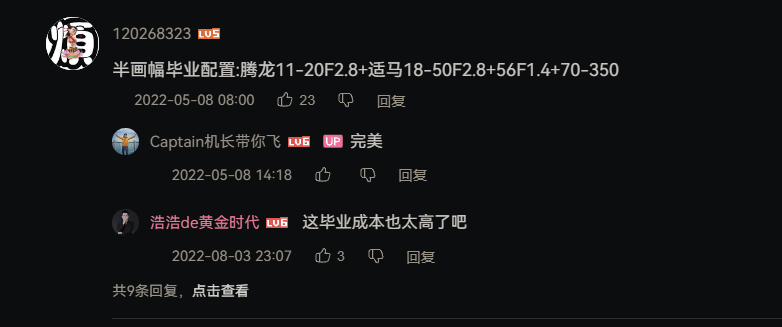 烦
120268323 LV5
半画幅毕业配置:腾龙11-20F2.8+适马18-50F2.8+56F1.4+70-350
2022-05-08 08:00 23 回复
Captain机长带你飞 LV6 UP 完美
2022-05-08 14:18 回复
浩浩de黄金时代 LV6 这毕业成本也太高了吧
2022-08-03 23:07 3 回复
共9条回复，点击查看